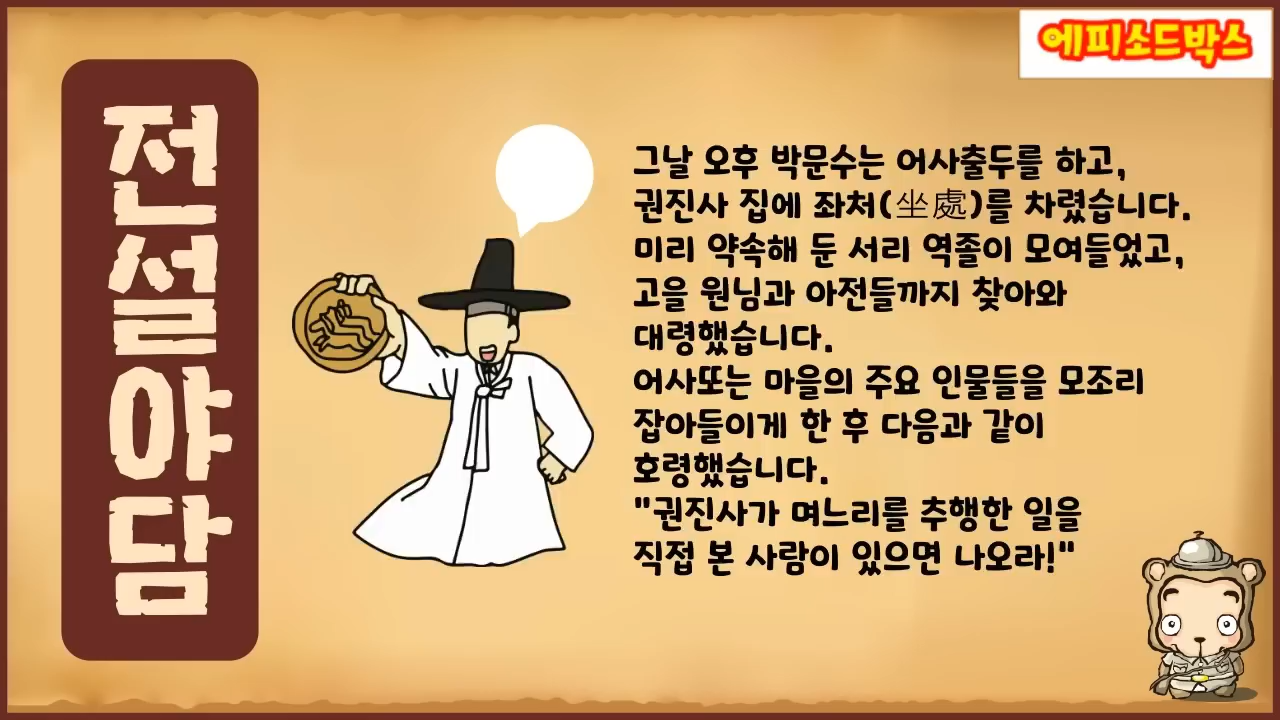 에피소드박스
전설야담
그날 오후 박문수는 어사출두를 하고,
권진사 집에 좌처(坐處)를 차렸습니다.
미리 약속해 둔 서리 역졸이 모여들었고,
고을 원님과 아전들까지 찾아와
대령했습니다.
어사또는 마을의 주요 인물들을 모조리
잡아들이게 한 후 다음과 같이
호령했습니다.
"권진사가 며느리를 추행한 일을
직접 본 사람이 있으면 나오라!"